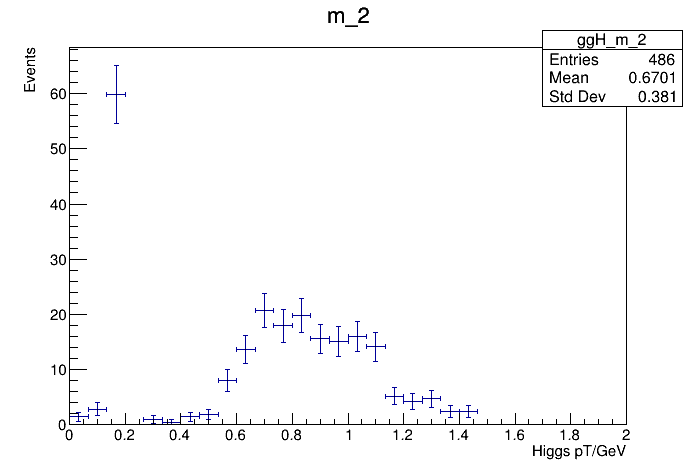 m_2
ggH_m_2
Entries 486
Mean 0.6701
Std Dev 0.381
Events
60
50
40
30
20
10
0
0 0.2 0.4 0.6 0.8 1 1.2 1.4 1.6 1.8 2
Higgs pT/GeV